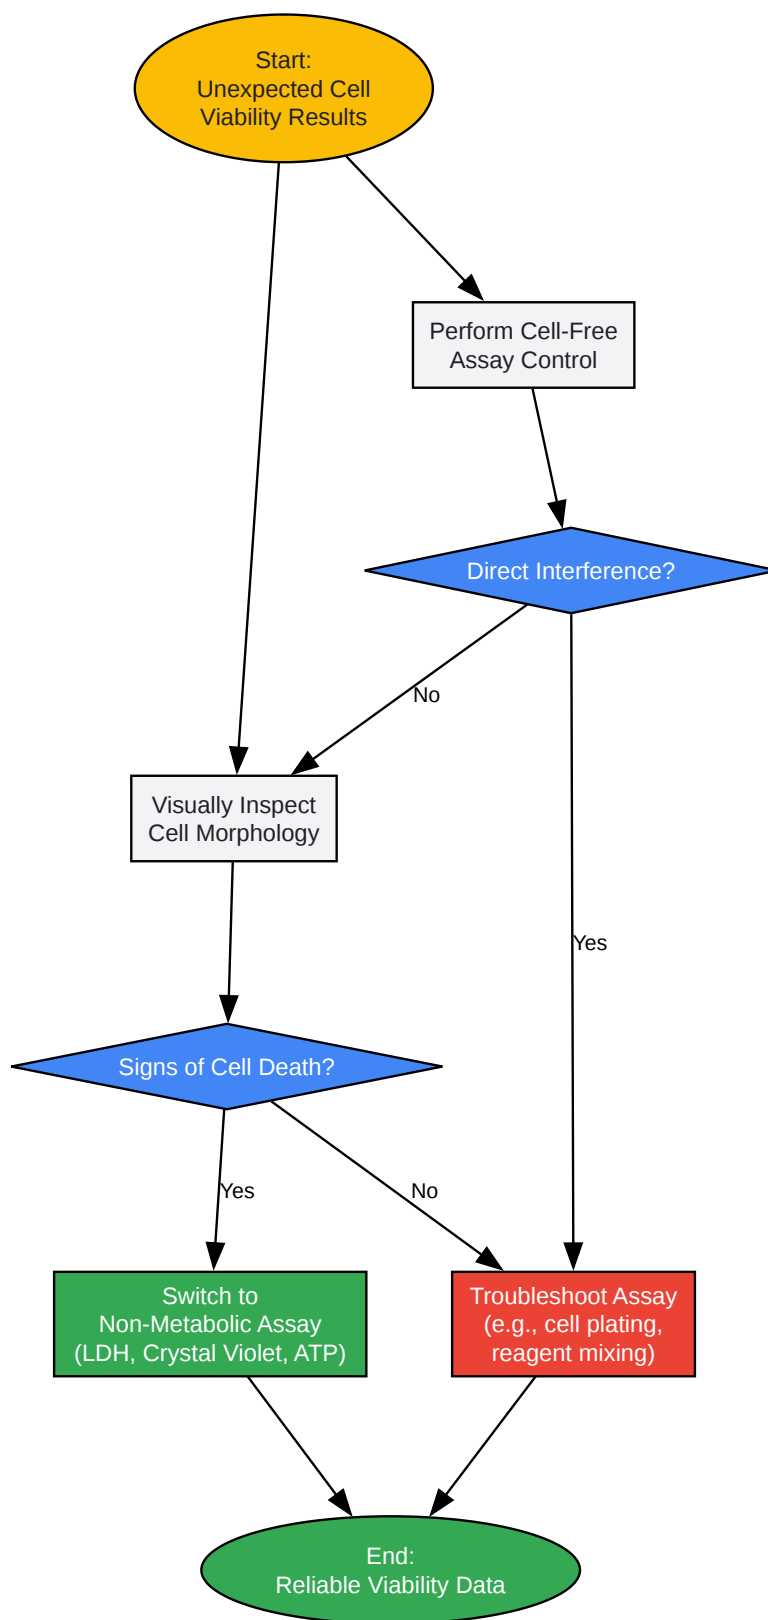 Start:
Unexpected Cell
Viability Results
Perform Cell-Free
Assay Control
Direct Interference?
No
Visually Inspect
Cell Morphology
Yes
Signs of Cell Death?
Yes
No
Switch to
Non-Metabolic Assay
(LDH, Crystal Violet, ATP)
Troubleshoot Assay
(e.g., cell plating,
reagent mixing)
End:
Reliable Viability Data